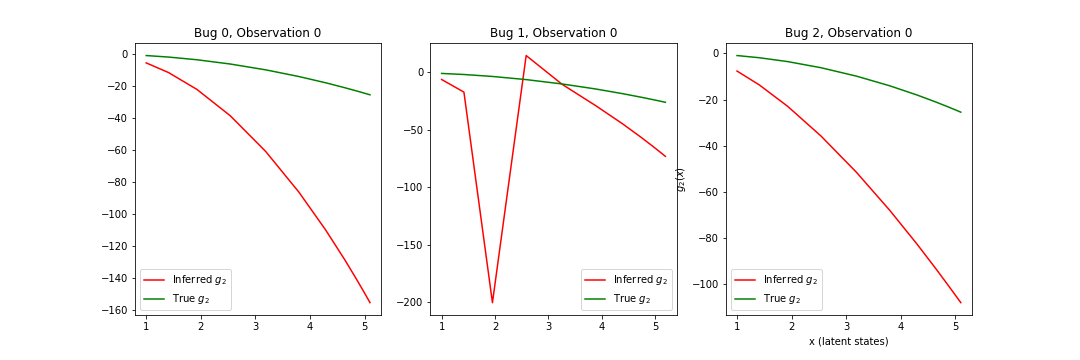 Bug 0, Observation 0
0
−20
−40
−60
−80
−100
−120
−140
−160
1 2 3 4 5
Inferred g₂
True g₂
Bug 1, Observation 0
0
−50
−100
−150
−200
1 2 3 4 5
Inferred g₂
True g₂
Bug 2, Observation 0
g₂(x)
0
−20
−40
−60
−80
−100
1 2 3 4 5
x (latent states)
Inferred g₂
True g₂